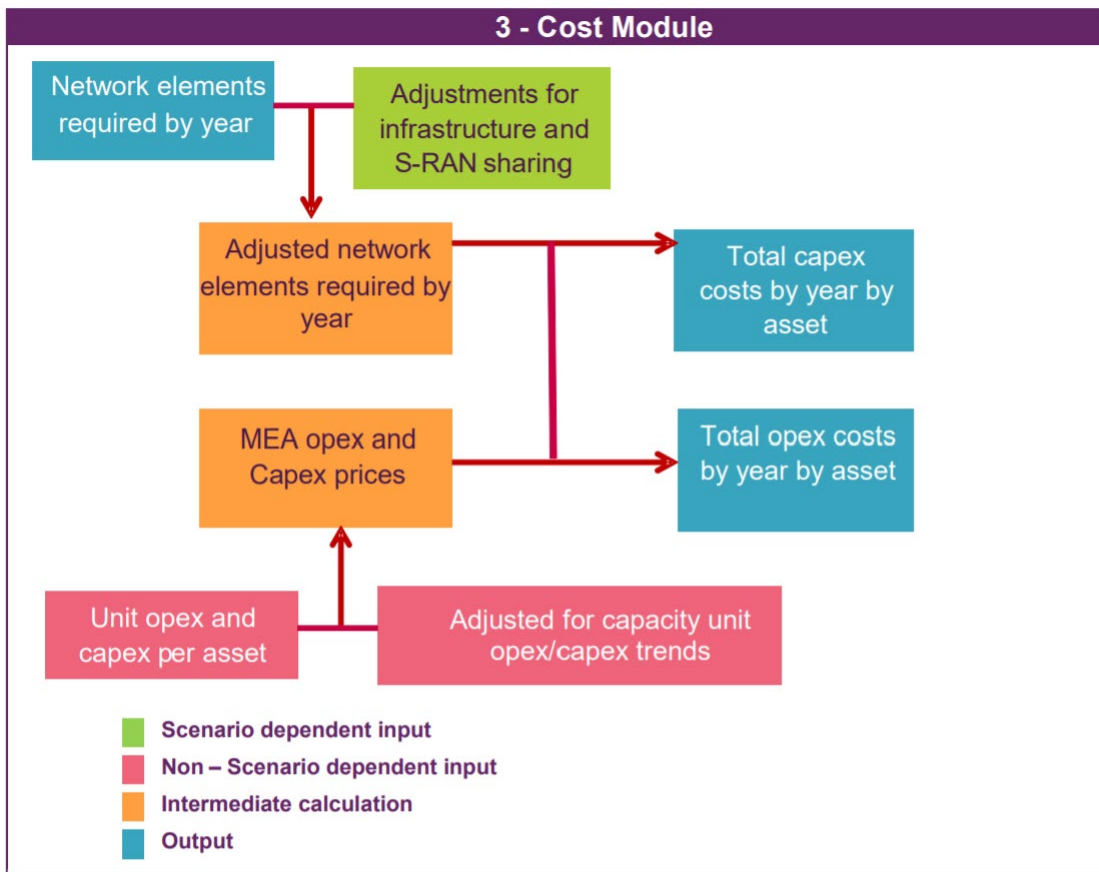 3 - Cost Module
Network elements
required by year
Adjustments for
infrastructure and
S-RAN sharing
Adjusted network
elements required by
year
Total capex
costs by year by
asset
MEA opex and
Capex prices
Total opex costs
by year by asset
Unit opex and
capex per asset
Adjusted for capacity unit
opex/capex trends
Scenario dependent input
Non – Scenario dependent input
Intermediate calculation
Output